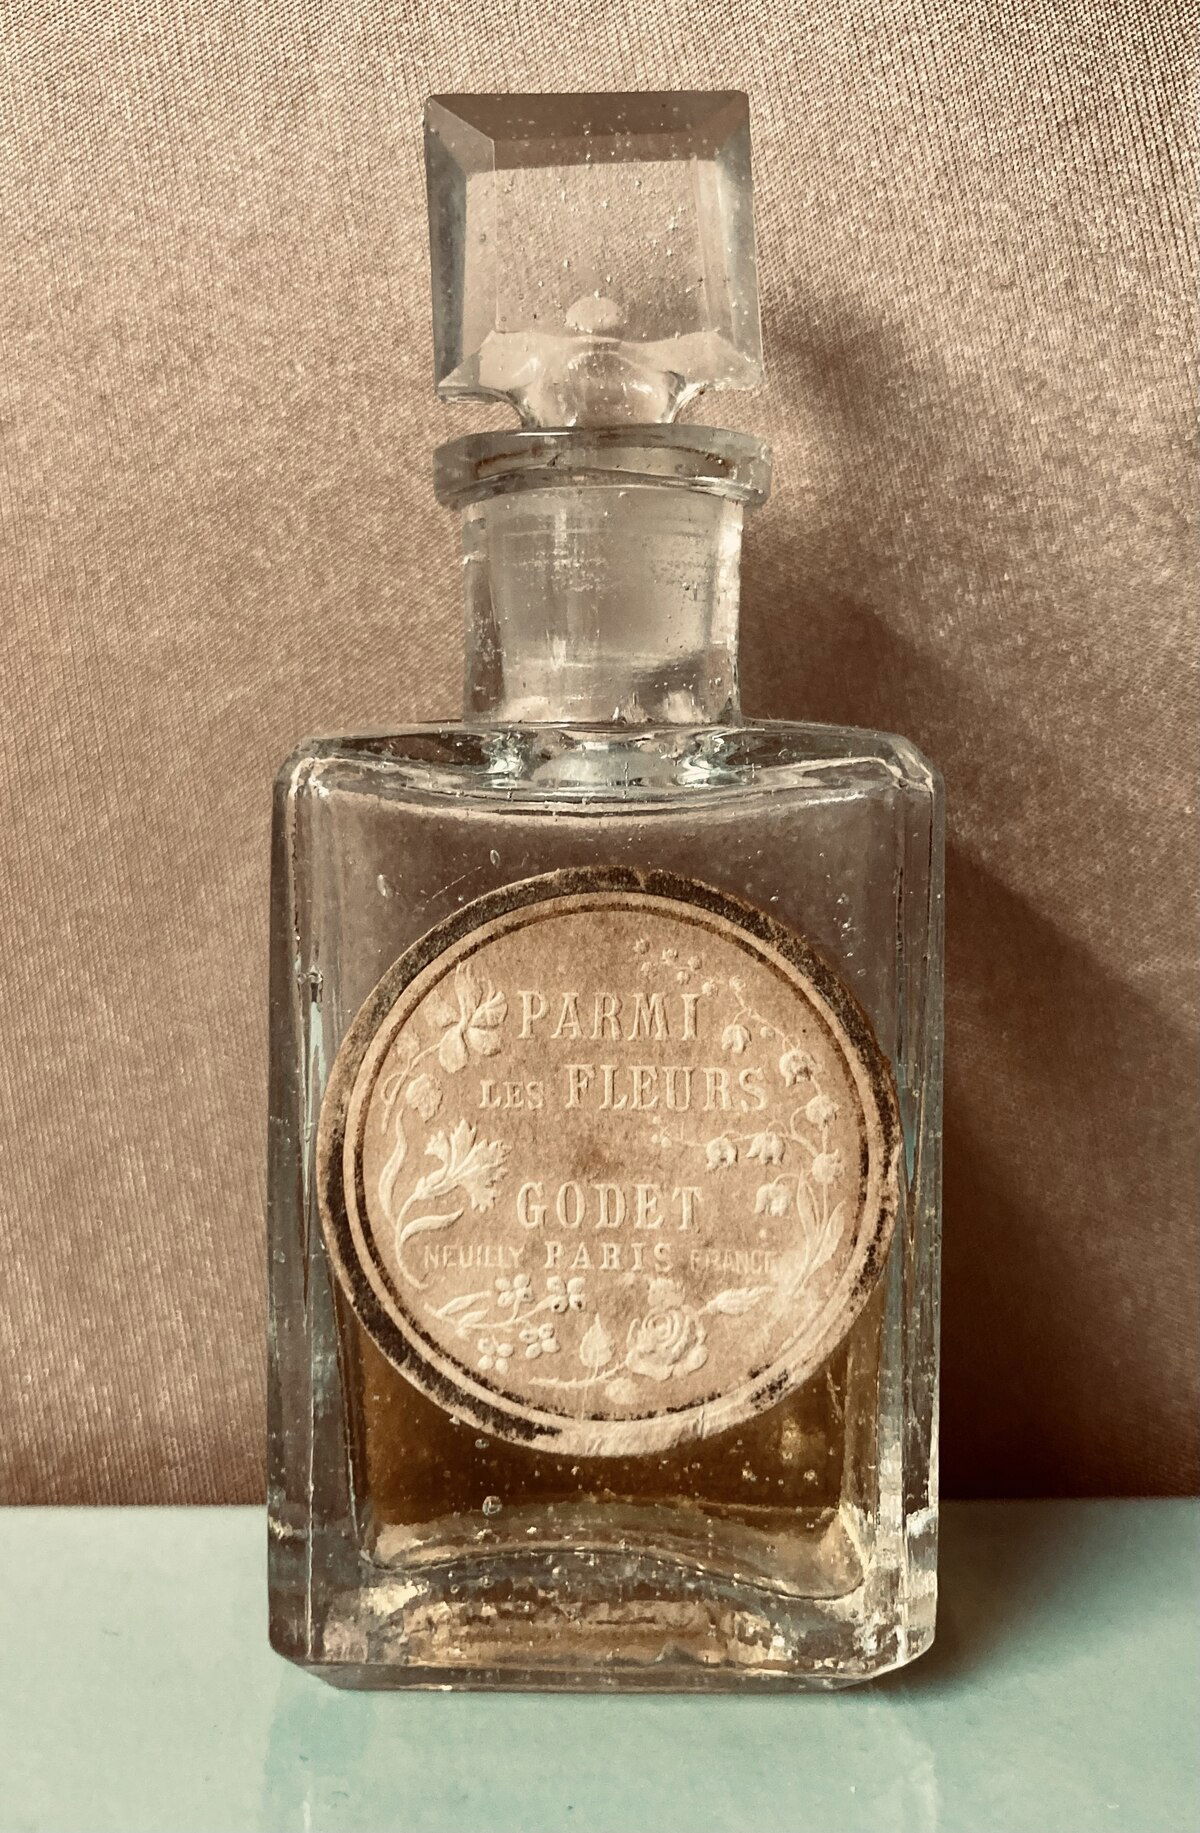 PARMI
LES FLEURS
GODET
NEUILLY PARIS FRANCE